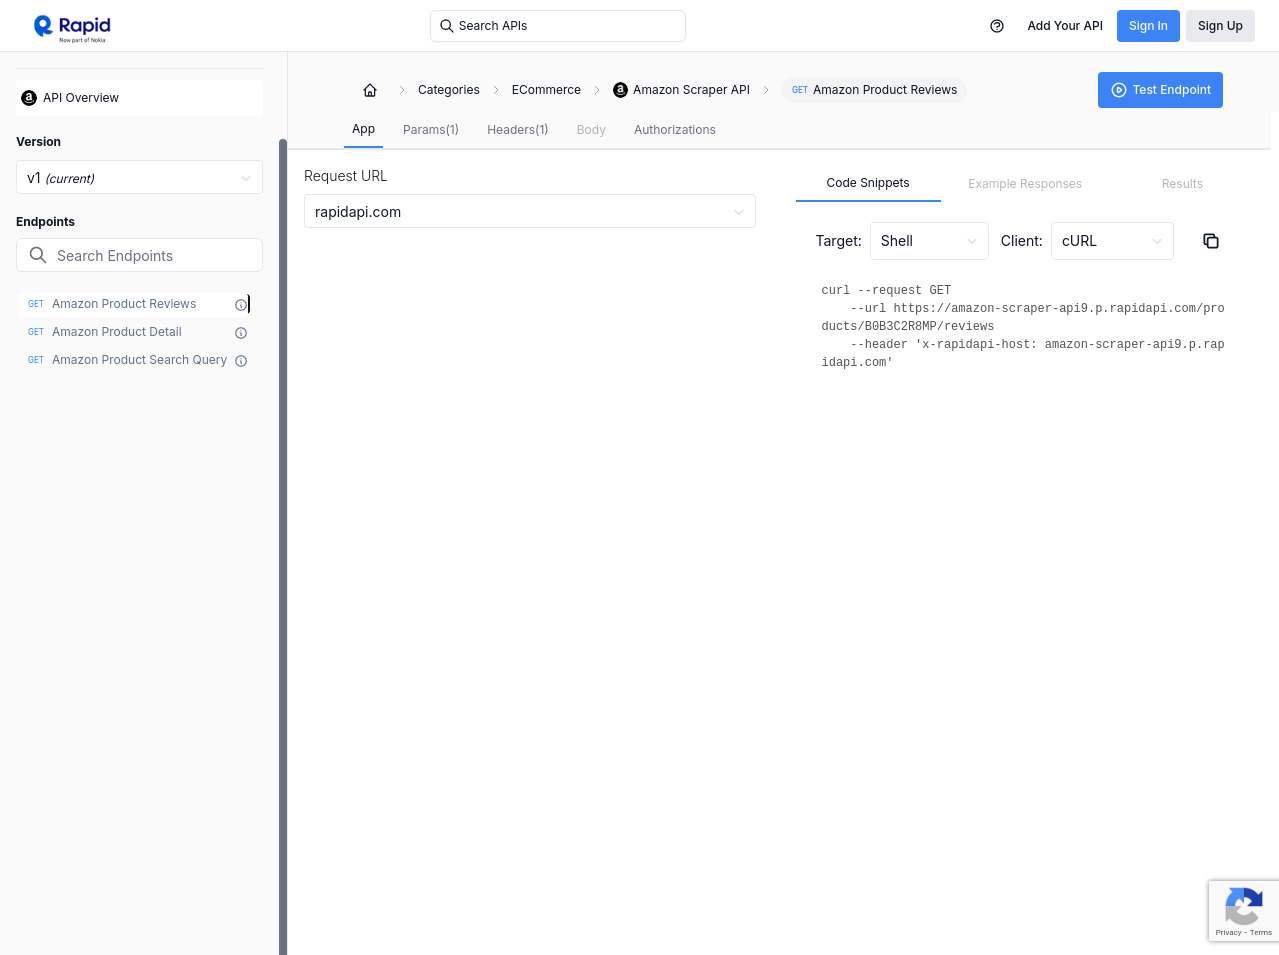 Rapid
Now part of Nokia
Search APIs
Add Your API
Sign In
Sign Up
API Overview
Version
v1 (current)
Endpoints
Search Endpoints
GET Amazon Product Reviews
GET Amazon Product Detail
GET Amazon Product Search Query
Categories
ECommerce
Amazon Scraper API
GET Amazon Product Reviews
Test Endpoint
App
Params(1)
Headers(1)
Body
Authorizations
Request URL
rapidapi.com
Code Snippets
Example Responses
Results
Target: Shell
Client: cURL
curl --request GET
--url https://amazon-scraper-api9.p.rapidapi.com/pro
ducts/B0B3C2R8MP/reviews
--header 'x-rapidapi-host: amazon-scraper-api9.p.rap
idapi.com'
Privacy - Terms